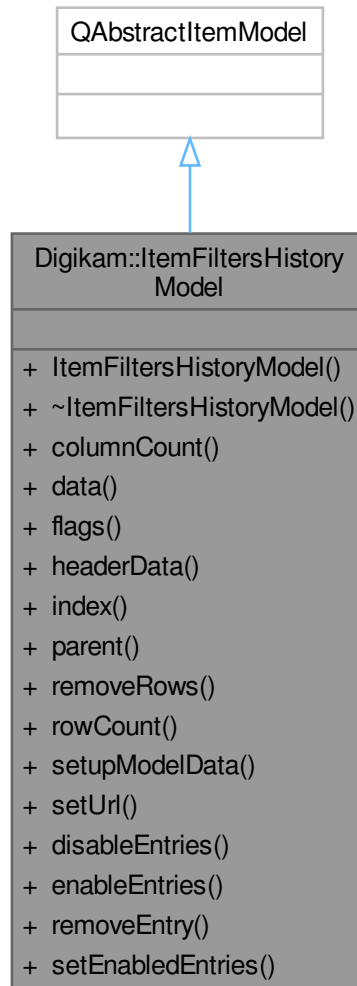 QAbstractItemModel
Digikam::ItemFiltersHistory
Model
+ ItemFiltersHistoryModel()
+ ~ItemFiltersHistoryModel()
+ columnCount()
+ data()
+ flags()
+ headerData()
+ index()
+ parent()
+ removeRows()
+ rowCount()
+ setupModelData()
+ setUrl()
+ disableEntries()
+ enableEntries()
+ removeEntry()
+ setEnabledEntries()